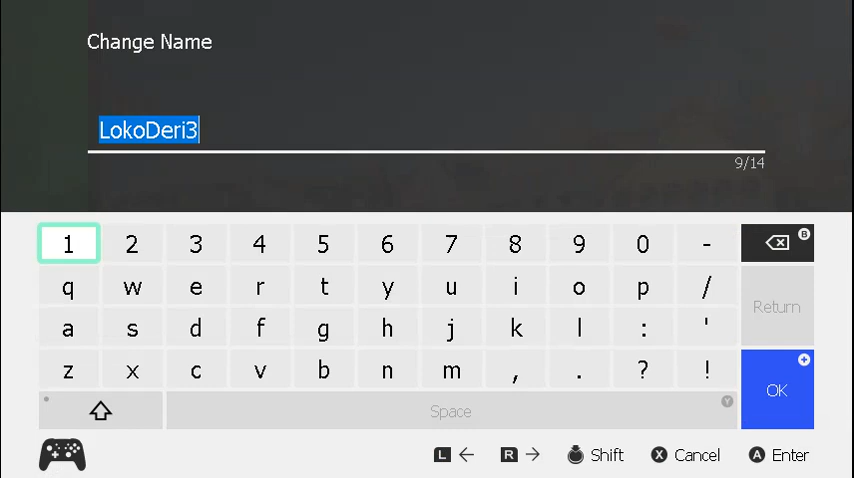 Change Name
LokoDeri3
9/14
1 2 3 4 5 6 7 8 9 0 - B
q w e r t y u i o p / Return
a s d f g h j k l : '
z x c v b n m , . ? ! + OK
Space Y
L ← R → Shift X Cancel A Enter